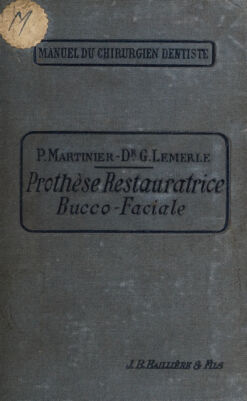 M
MANUEL DU CHIRURGIEN DENTISTE
P. MARTINIER - DR G. LEMERLE
Prothèse Restauratrice
Bucco-Faciale
J. B. BAILLIÈRE & FILS